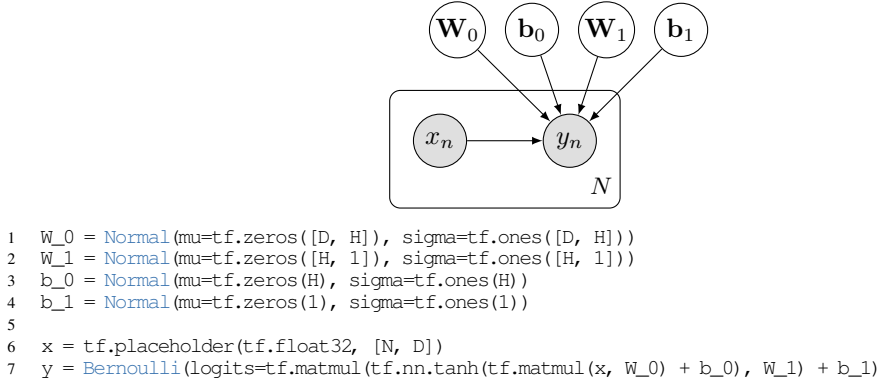 W₀ b₀ W₁ b₁
xₙ yₙ
N
1 W_0 = Normal(mu=tf.zeros([D, H]), sigma=tf.ones([D, H]))
2 W_1 = Normal(mu=tf.zeros([H, 1]), sigma=tf.ones([H, 1]))
3 b_0 = Normal(mu=tf.zeros(H), sigma=tf.ones(H))
4 b_1 = Normal(mu=tf.zeros(1), sigma=tf.ones(1))
5
6 x = tf.placeholder(tf.float32, [N, D])
7 y = Bernoulli(logits=tf.matmul(tf.nn.tanh(tf.matmul(x, W_0) + b_0), W_1) + b_1)